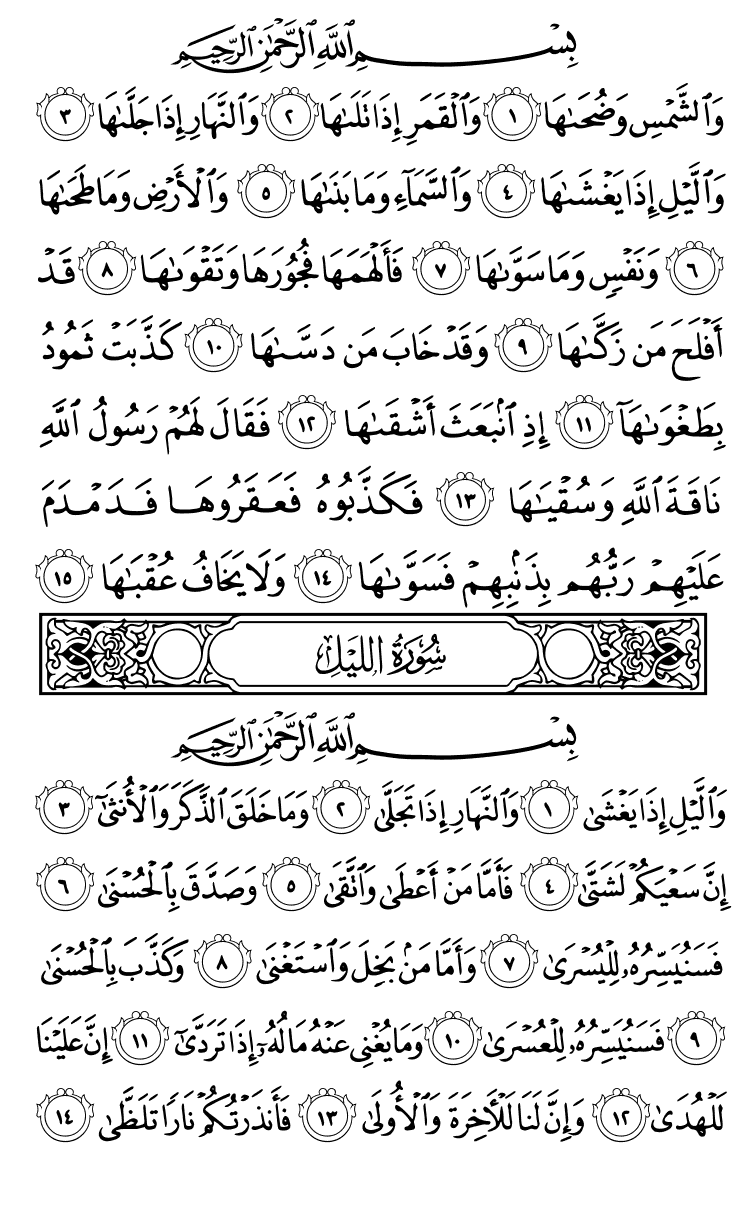 بِسْمِ ٱللَّهِ ٱلرَّحْمَٰنِ ٱلرَّحِيمِ
وَٱلشَّمْسِ وَضُحَىٰهَا ١ وَٱلْقَمَرِ إِذَا تَلَىٰهَا ٢ وَٱلنَّهَارِ إِذَا جَلَّىٰهَا ٣
وَٱلَّيْلِ إِذَا يَغْشَىٰهَا ٤ وَٱلسَّمَآءِ وَمَا بَنَىٰهَا ٥ وَٱلْأَرْضِ وَمَا طَحَىٰهَا
٦ وَنَفْسٍ وَمَا سَوَّىٰهَا ٧ فَأَلْهَمَهَا فُجُورَهَا وَتَقْوَىٰهَا ٨ قَدْ
أَفْلَحَ مَن زَكَّىٰهَا ٩ وَقَدْ خَابَ مَن دَسَّىٰهَا ١٠ كَذَّبَتْ ثَمُودُ
بِطَغْوَىٰهَآ ١١ إِذِ ٱنۢبَعَثَ أَشْقَىٰهَا ١٢ فَقَالَ لَهُمْ رَسُولُ ٱللَّهِ
نَاقَةَ ٱللَّهِ وَسُقْيَٰهَا ١٣ فَكَذَّبُوهُ فَعَقَرُوهَا فَدَمْدَمَ
عَلَيْهِمْ رَبُّهُم بِذَنۢبِهِمْ فَسَوَّىٰهَا ١٤ وَلَا يَخَافُ عُقْبَٰهَا ١٥
سُورَةُ الليْلِ
بِسْمِ ٱللَّهِ ٱلرَّحْمَٰنِ ٱلرَّحِيمِ
وَٱلَّيْلِ إِذَا يَغْشَىٰ ١ وَٱلنَّهَارِ إِذَا تَجَلَّىٰ ٢ وَمَا خَلَقَ ٱلذَّكَرَ وَٱلْأُنثَىٰٓ ٣
إِنَّ سَعْيَكُمْ لَشَتَّىٰ ٤ فَأَمَّا مَنْ أَعْطَىٰ وَٱتَّقَىٰ ٥ وَصَدَّقَ بِٱلْحُسْنَىٰ ٦
فَسَنُيَسِّرُهُۥ لِلْيُسْرَىٰ ٧ وَأَمَّا مَنۢ بَخِلَ وَٱسْتَغْنَىٰ ٨ وَكَذَّبَ بِٱلْحُسْنَىٰ
٩ فَسَنُيَسِّرُهُۥ لِلْعُسْرَىٰ ١٠ وَمَا يُغْنِى عَنْهُ مَالُهُۥٓ إِذَا تَرَدَّىٰٓ ١١ إِنَّ عَلَيْنَا
لَلْهُدَىٰ ١٢ وَإِنَّ لَنَا لَلْـَٔاخِرَةَ وَٱلْأُولَىٰ ١٣ فَأَنذَرْتُكُمْ نَارًا تَلَظَّىٰ ١٤